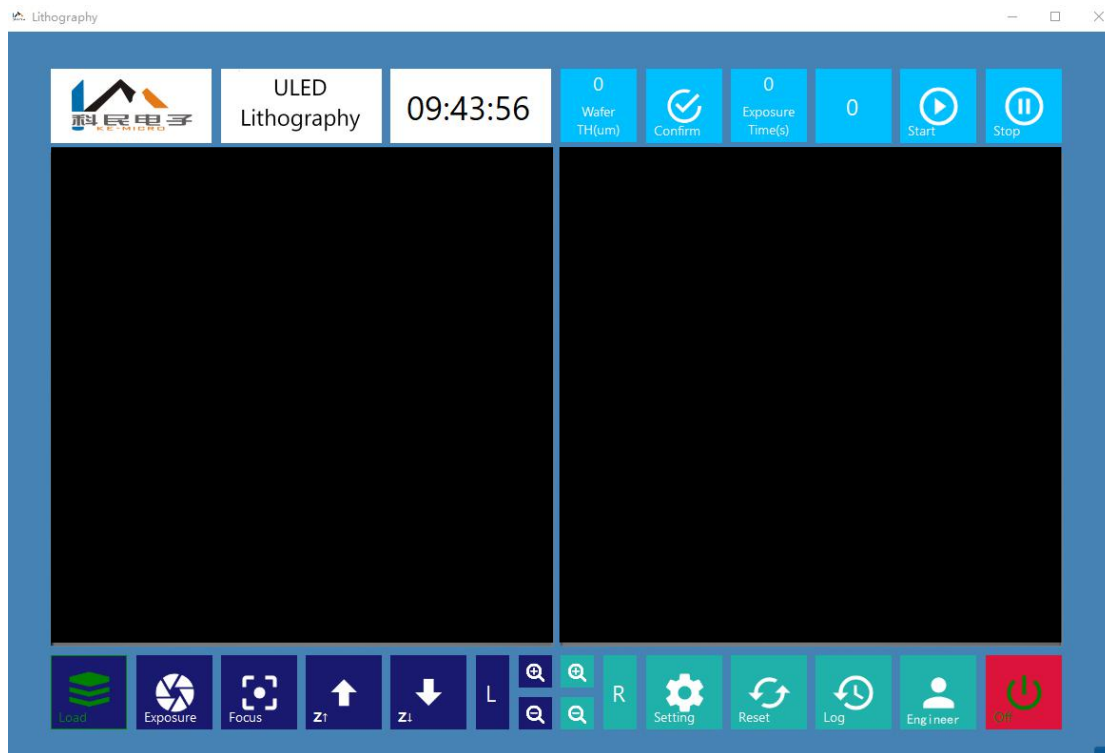 Lithography
科民电子
KE-MICRO
ULED
Lithography
09:43:56
0
Wafer
TH(um)
Confirm
0
Exposure
Time(s)
0
Start
Stop
Load
Exposure
Focus
Z↑
Z↓
L
R
Setting
Reset
Log
Engineer
Off